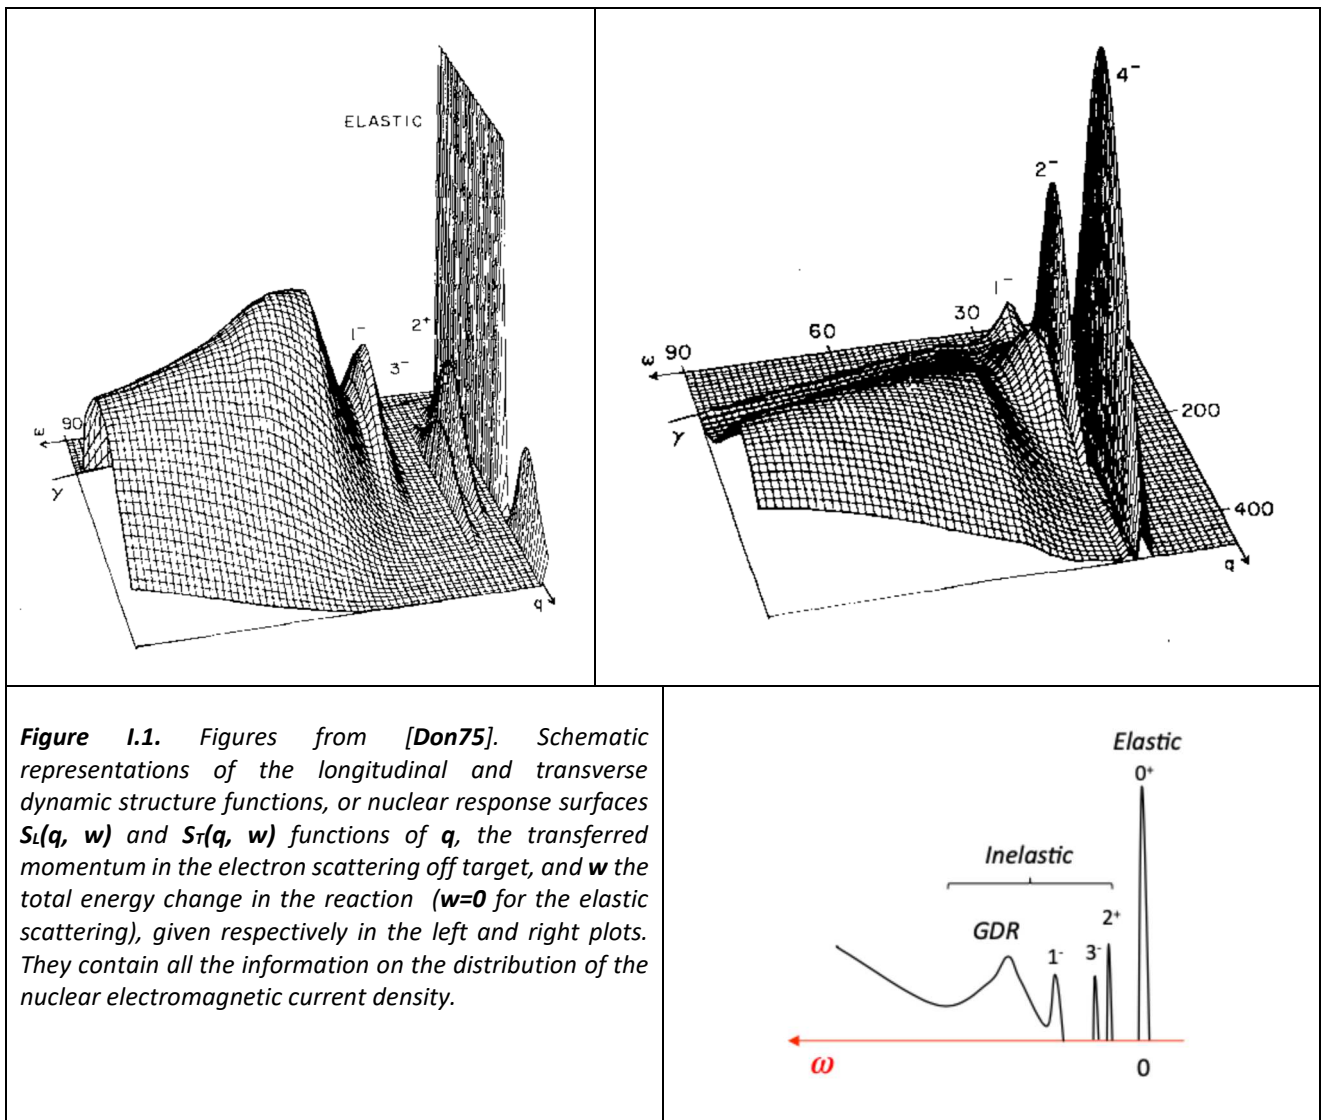 ELASTIC
1⁻
2⁺
3⁻
ω 90
γ
q
4⁻
2⁻
1⁻
30
60
ω 90
γ
200
400
q
Figure I.1. Figures from [Don75]. Schematic
representations of the longitudinal and transverse
dynamic structure functions, or nuclear response surfaces
SL(q, w) and ST(q, w) functions of q, the transferred
momentum in the electron scattering off target, and w the
total energy change in the reaction (w=0 for the elastic
scattering), given respectively in the left and right plots.
They contain all the information on the distribution of the
nuclear electromagnetic current density.
Elastic
0⁺
Inelastic
2⁺
GDR
1⁻ 3⁻
ω
0